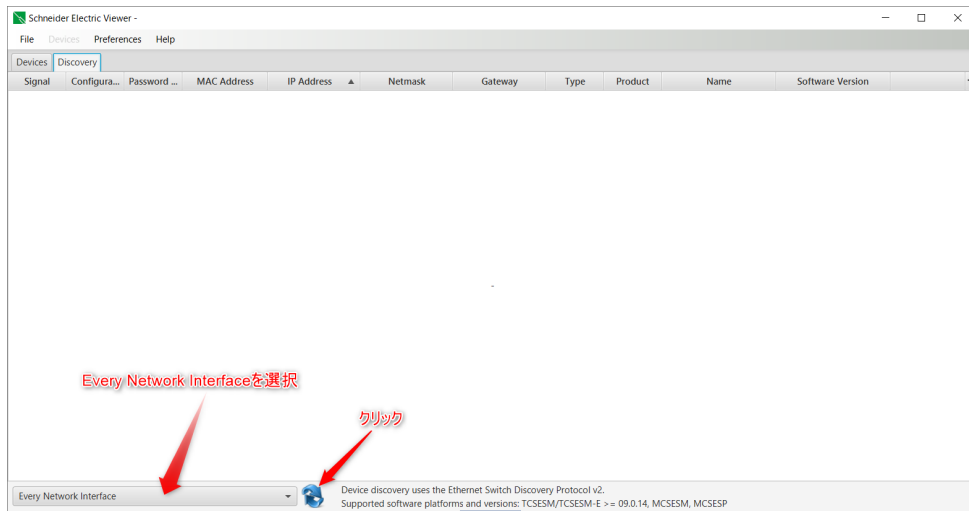 Schneider Electric Viewer -
File Devices Preferences Help
Devices Discovery
Signal Configura... Password ... MAC Address IP Address Netmask Gateway Type Product Name Software Version
-
Every Network Interfaceを選択
クリック
Every Network Interface
Device discovery uses the Ethernet Switch Discovery Protocol v2.
Supported software platforms and versions: TCSESM/TCSESM-E >= 09.0.14, MCSESM, MCSESP